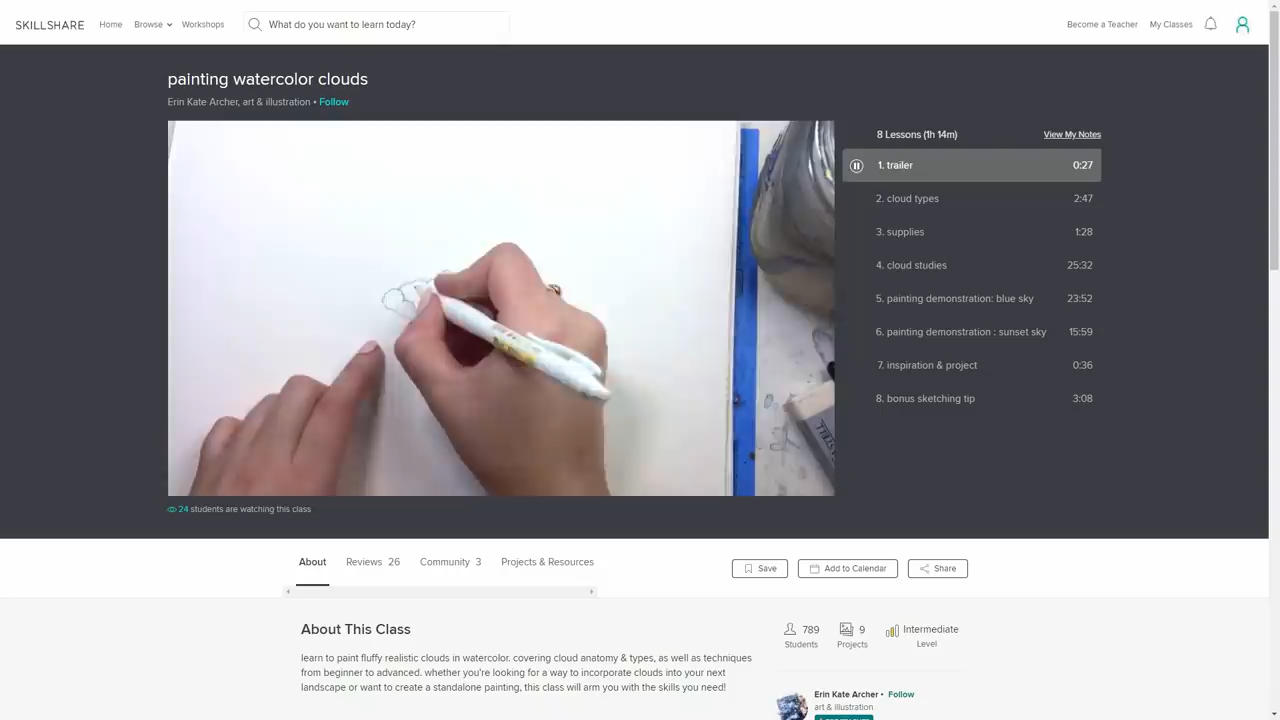 SKILLSHARE Home Browse Workshops What do you want to learn today? Become a Teacher My Classes
painting watercolor clouds
Erin Kate Archer, art & illustration • Follow
8 Lessons (1h 14m) View My Notes
1. trailer 0:27
2. cloud types 2:47
3. supplies 1:28
4. cloud studies 25:32
5. painting demonstration: blue sky 23:52
6. painting demonstration : sunset sky 15:59
7. inspiration & project 0:36
8. bonus sketching tip 3:08
24 students are watching this class
About Reviews 26 Community 3 Projects & Resources Save Add to Calendar Share
About This Class
learn to paint fluffy realistic clouds in watercolor. covering cloud anatomy & types, as well as techniques
from beginner to advanced. whether you're looking for a way to incorporate clouds into your next
landscape or want to create a standalone painting, this class will arm you with the skills you need!
789 9 Intermediate
Students Projects Level
Erin Kate Archer • Follow
art & illustration